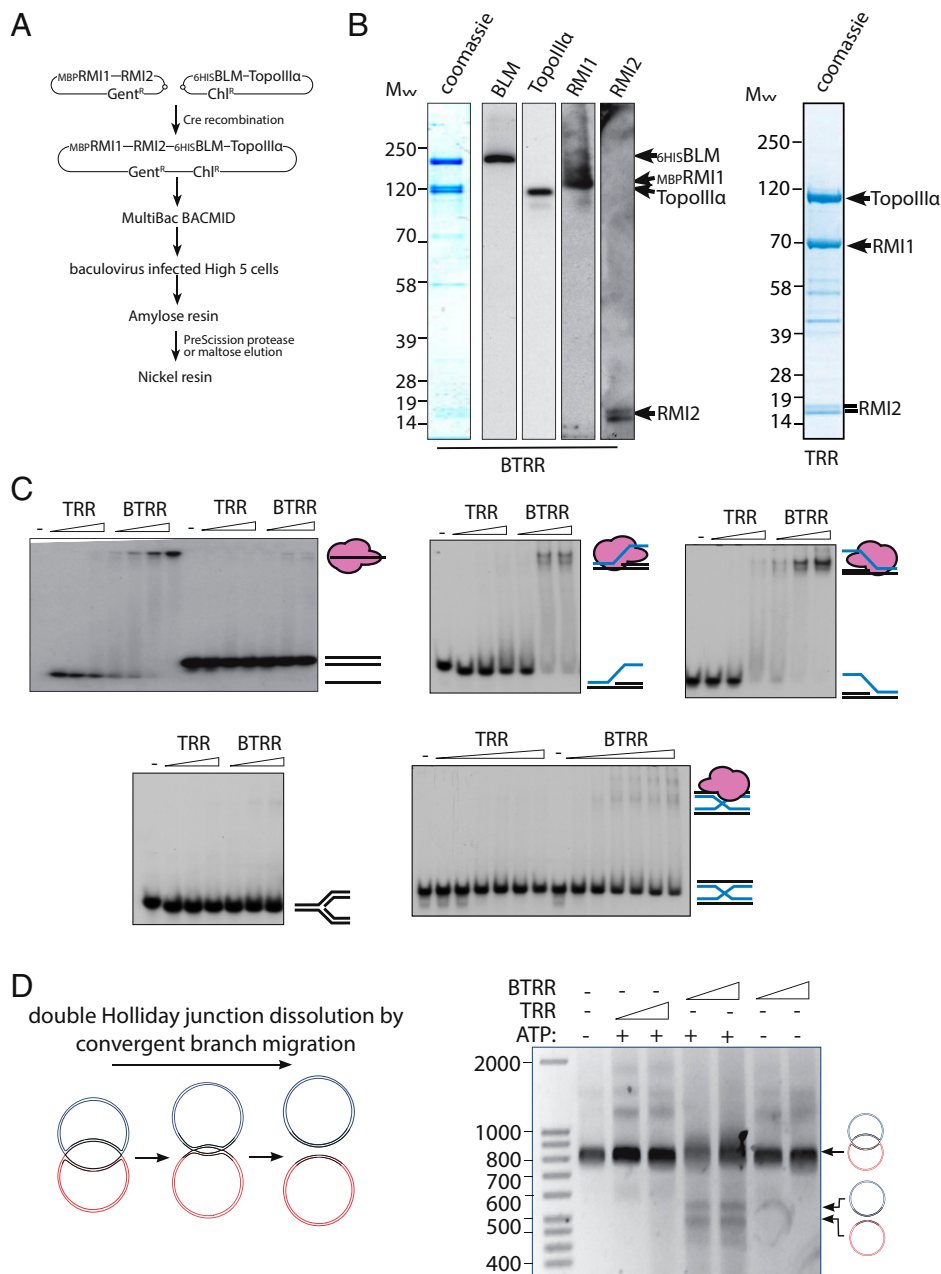 A
MBPRMI1–RMI2
6HISBLM–TopoIIIα
GentR
ChlR
Cre recombination
MBPRMI1–RMI2–6HISBLM–TopoIIIα
GentR
ChlR
MultiBac BACMID
baculovirus infected High 5 cells
Amylose resin
PreScission protease
or maltose elution
Nickel resin
B
Mw
coomassie
BLM
TopoIIIα
RMI1
RMI2
250
120
70
58
39
28
19
14
6HISBLM
MBPRMI1
TopoIIIα
RMI2
BTRR
Mw
coomassie
250
120
70
58
39
28
19
14
TopoIIIα
RMI1
RMI2
TRR
C
- TRR BTRR - TRR BTRR
- TRR BTRR
- TRR BTRR
- TRR BTRR
- TRR - BTRR
D
double Holliday junction dissolution by
convergent branch migration
BTRR - - -
TRR - - - - -
ATP: - + + + + - -
2000
1000
800
700
600
500
400